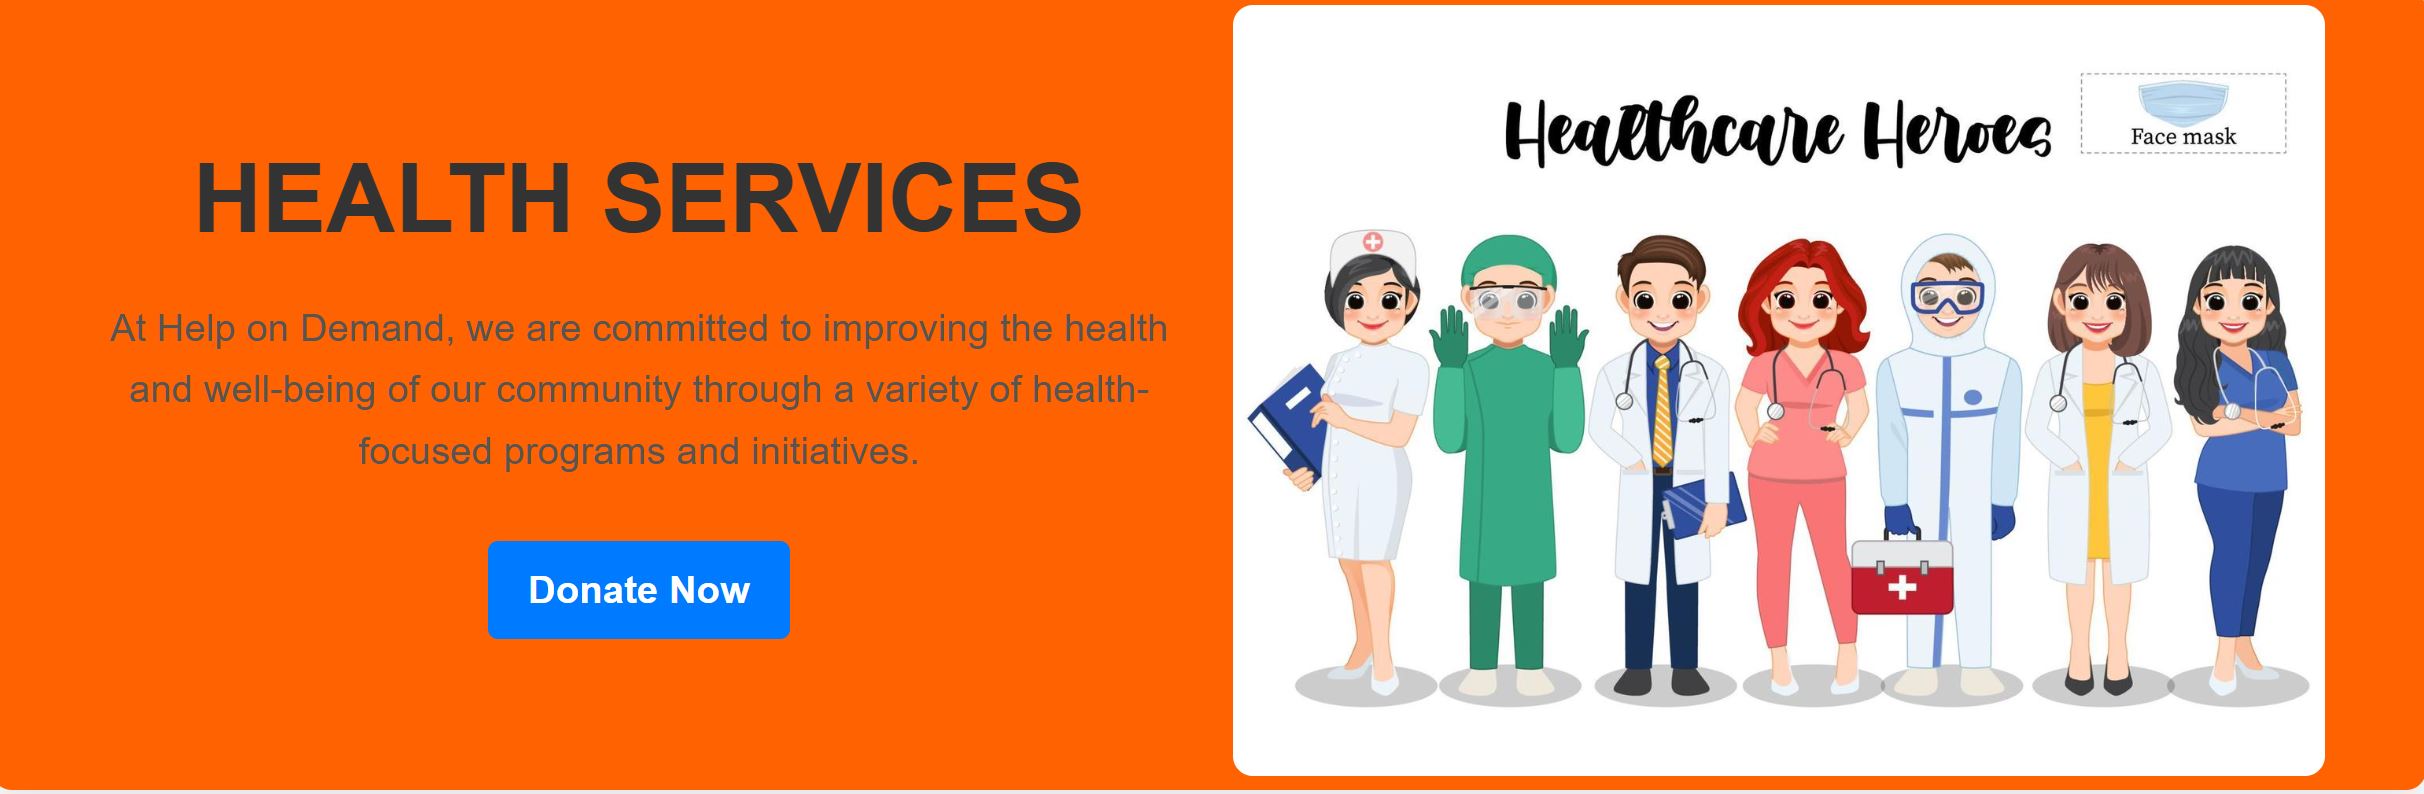 HEALTH SERVICES
At Help on Demand, we are committed to improving the health
and well-being of our community through a variety of health-
focused programs and initiatives.
Donate Now
Healthcare Heroes
Face mask